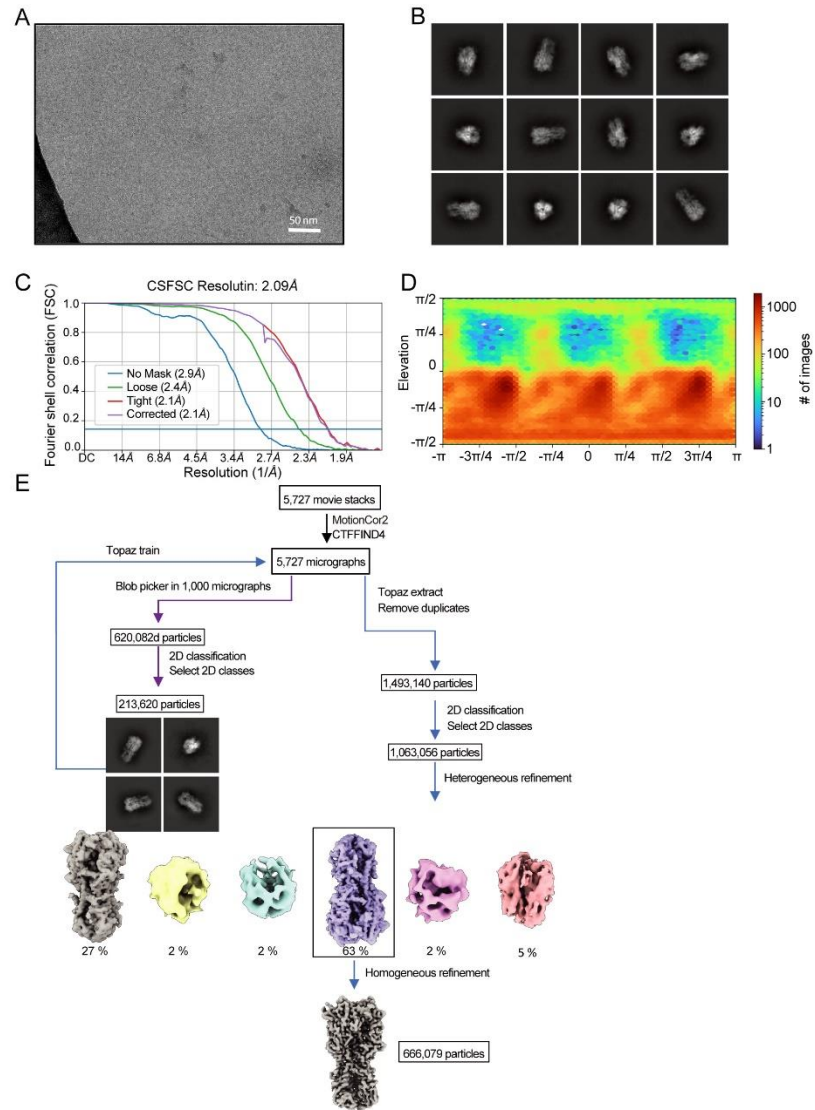 A
50 nm
B
C
CSFSC Resolutin: 2.09Å
Fourier shell correlation (FSC)
1.0
0.8
0.6
0.4
0.2
0.0
No Mask (2.9Å)
Loose (2.4Å)
Tight (2.1Å)
Corrected (2.1Å)
DC 14Å 6.8Å 4.5Å 3.4Å 2.7Å 2.3Å 1.9Å
Resolution (1/Å)
D
Elevation
π/2
π/4
0
-π/4
-π/2
-π -3π/4 -π/2 -π/4 0 π/4 π/2 3π/4 π
1000
100
10
1
# of images
E
5,727 movie stacks
MotionCor2
CTFFIND4
Topaz train
5,727 micrographs
Blob picker in 1,000 micrographs
Topaz extract
Remove duplicates
620,082d particles
2D classification
Select 2D classes
1,493,140 particles
213,620 particles
2D classification
Select 2D classes
1,063,056 particles
Heterogeneous refinement
27 % 2 % 2 % 63 % 2 % 5 %
Homogeneous refinement
666,079 particles